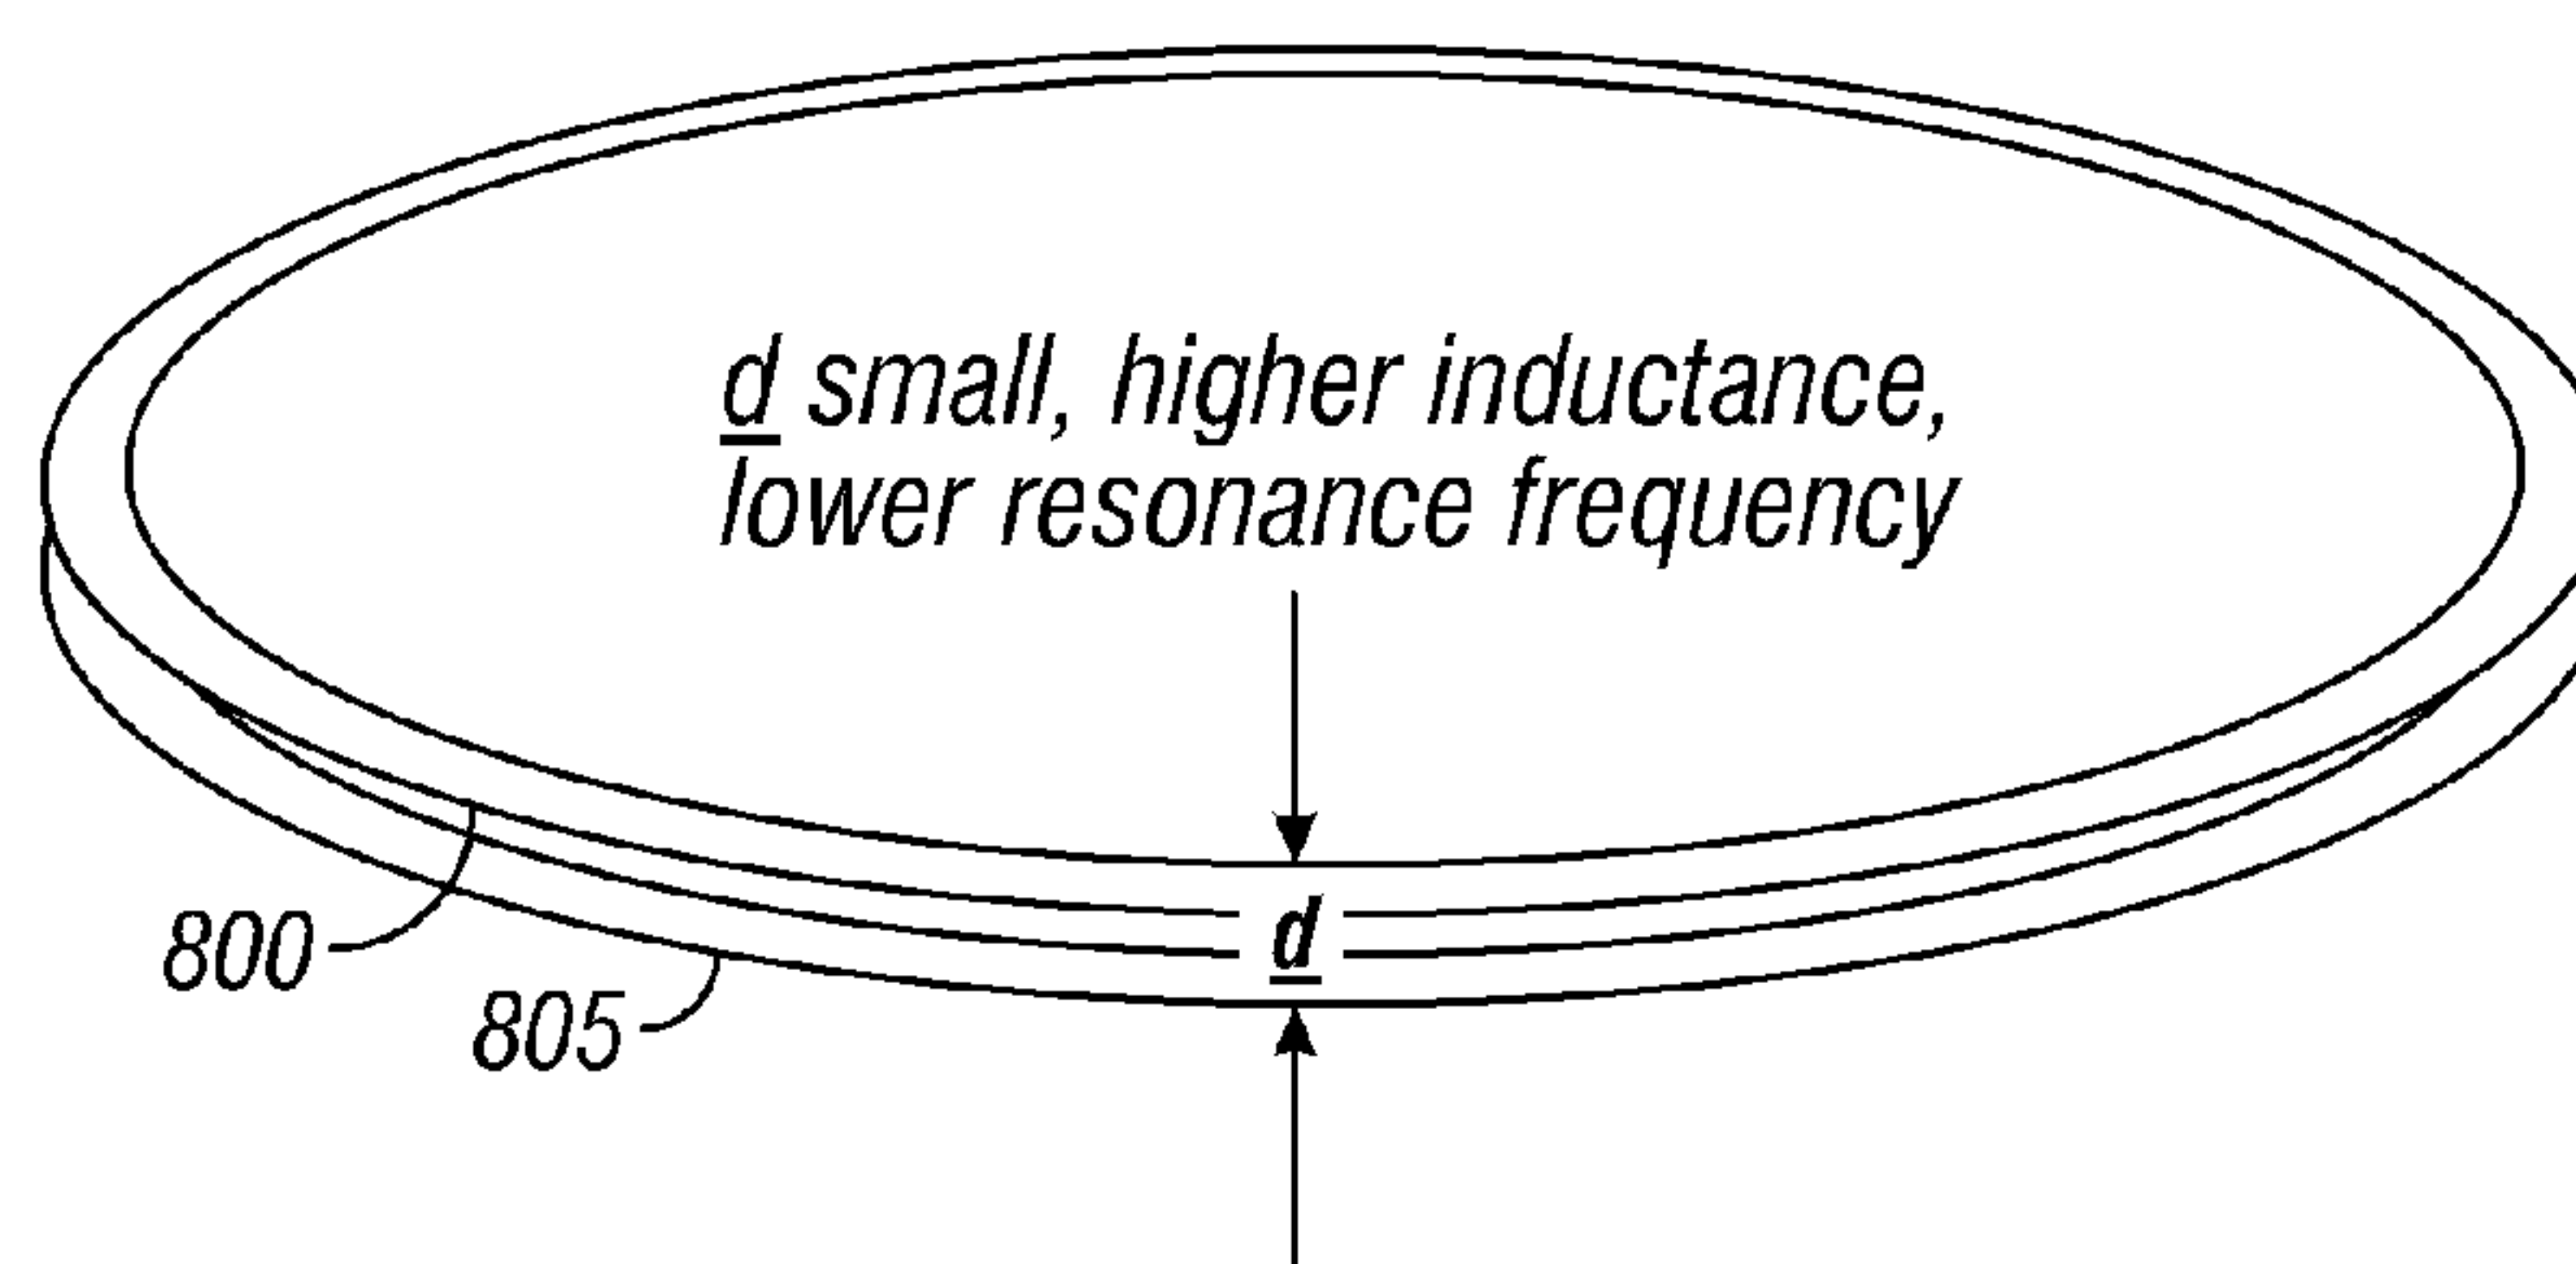 d small, higher inductance,
lower resonance frequency
d
800
805